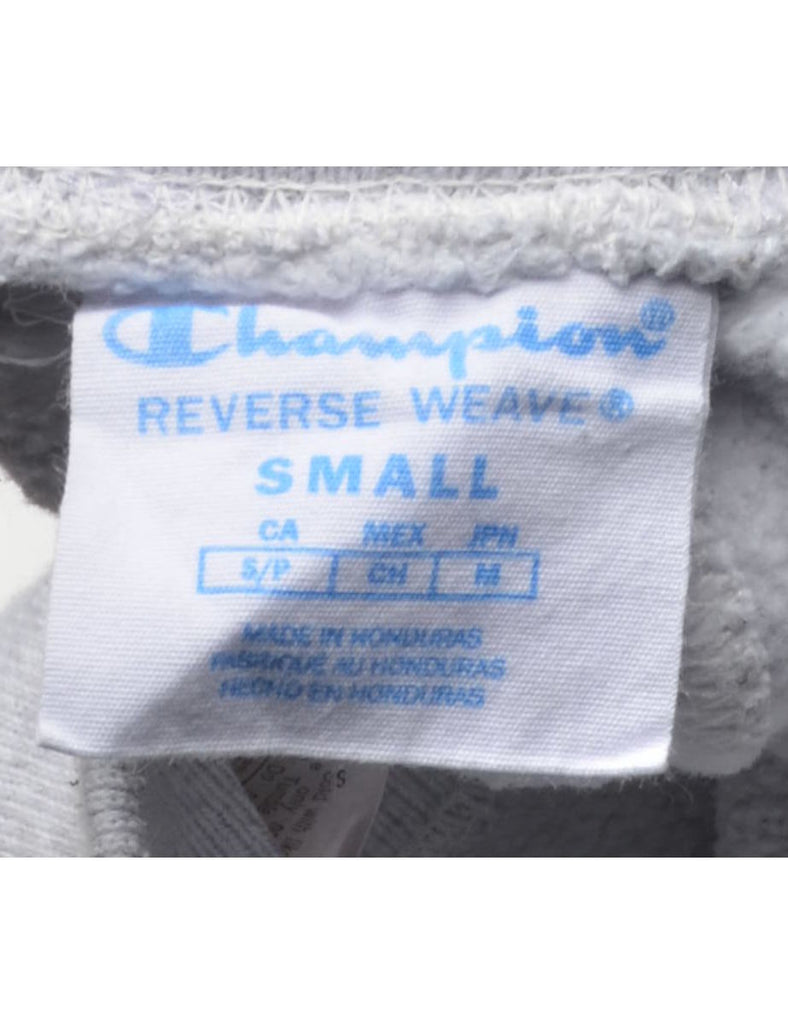 Champion®
REVERSE WEAVE®
SMALL
CA MEX JPN
S/P CH M
MADE IN HONDURAS
FABRIQUÉ AU HONDURAS
HECHO EN HONDURAS